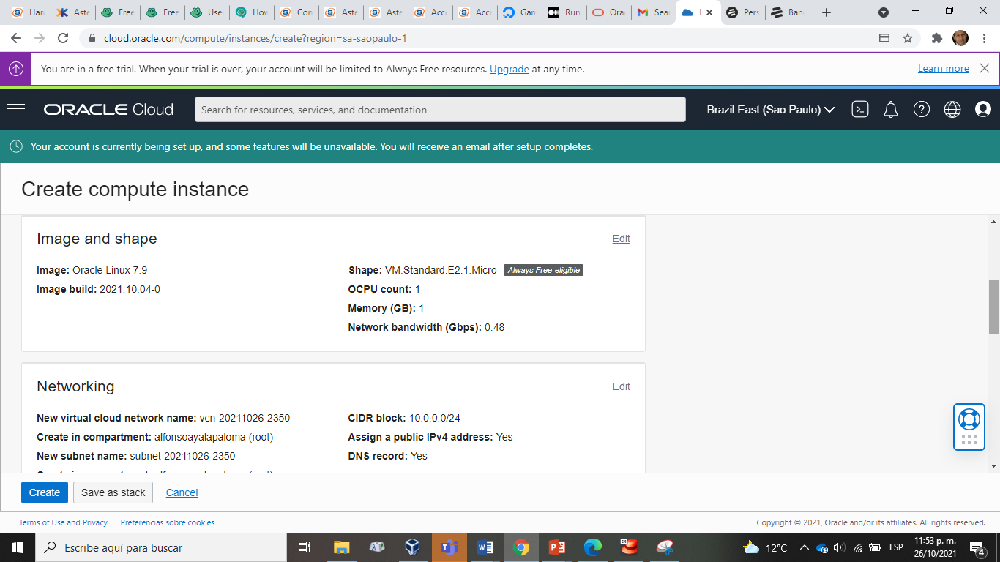 Har
Aste
Free
Free
Use
Hov
Con
Aste
Aste
Acc
Acc
Gar
Run
Ora
Sea
Pers
Ban
cloud.oracle.com/compute/instances/create?region=sa-saopaulo-1
You are in a free trial. When your trial is over, your account will be limited to Always Free resources. Upgrade at any time.
Learn more
ORACLE Cloud
Search for resources, services, and documentation
Brazil East (Sao Paulo)
Your account is currently being set up, and some features will be unavailable. You will receive an email after setup completes.
Create compute instance
Image and shape
Edit
Image: Oracle Linux 7.9
Image build: 2021.10.04-0
Shape: VM.Standard.E2.1.Micro Always Free-eligible
OCPU count: 1
Memory (GB): 1
Network bandwidth (Gbps): 0.48
Networking
Edit
New virtual cloud network name: vcn-20211026-2350
Create in compartment: alfonsoayalapaloma (root)
New subnet name: subnet-20211026-2350
CIDR block: 10.0.0.0/24
Assign a public IPv4 address: Yes
DNS record: Yes
Create
Save as stack
Cancel
Terms of Use and Privacy
Preferencias sobre cookies
Copyright © 2021, Oracle and/or its affiliates. All rights reserved.
Escribe aquí para buscar
12°C
ESP
11:53 p. m.
26/10/2021
4